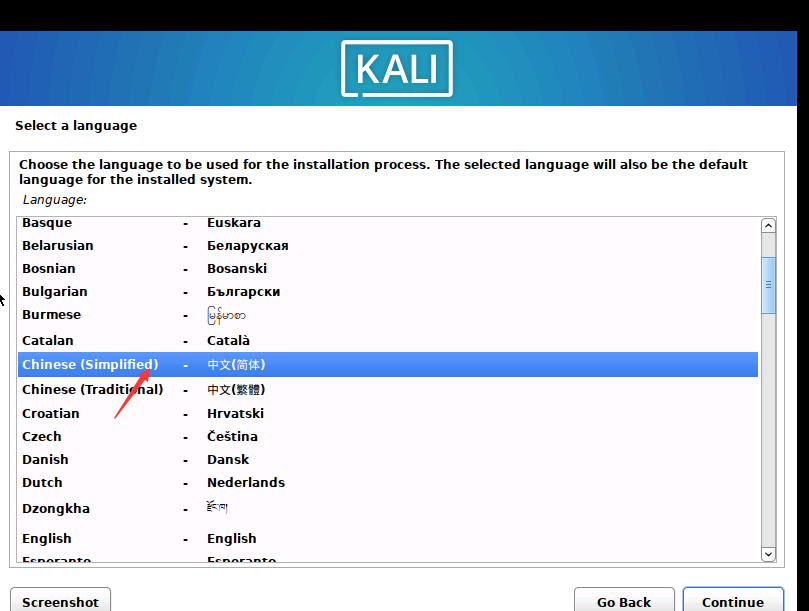 KALI
Select a language
Choose the language to be used for the installation process. The selected language will also be the default
language for the installed system.
Language:
Basque - Euskara
Belarusian - Беларуская
Bosnian - Bosanski
Bulgarian - Български
Burmese - မြန်မာစာ
Catalan - Català
Chinese (Simplified) - 中文(简体)
Chinese (Traditional) - 中文(繁體)
Croatian - Hrvatski
Czech - Čeština
Danish - Dansk
Dutch - Nederlands
Dzongkha - རྫོང་ཁ།
English - English
Esperanto - Esperanto
Screenshot
Go Back
Continue